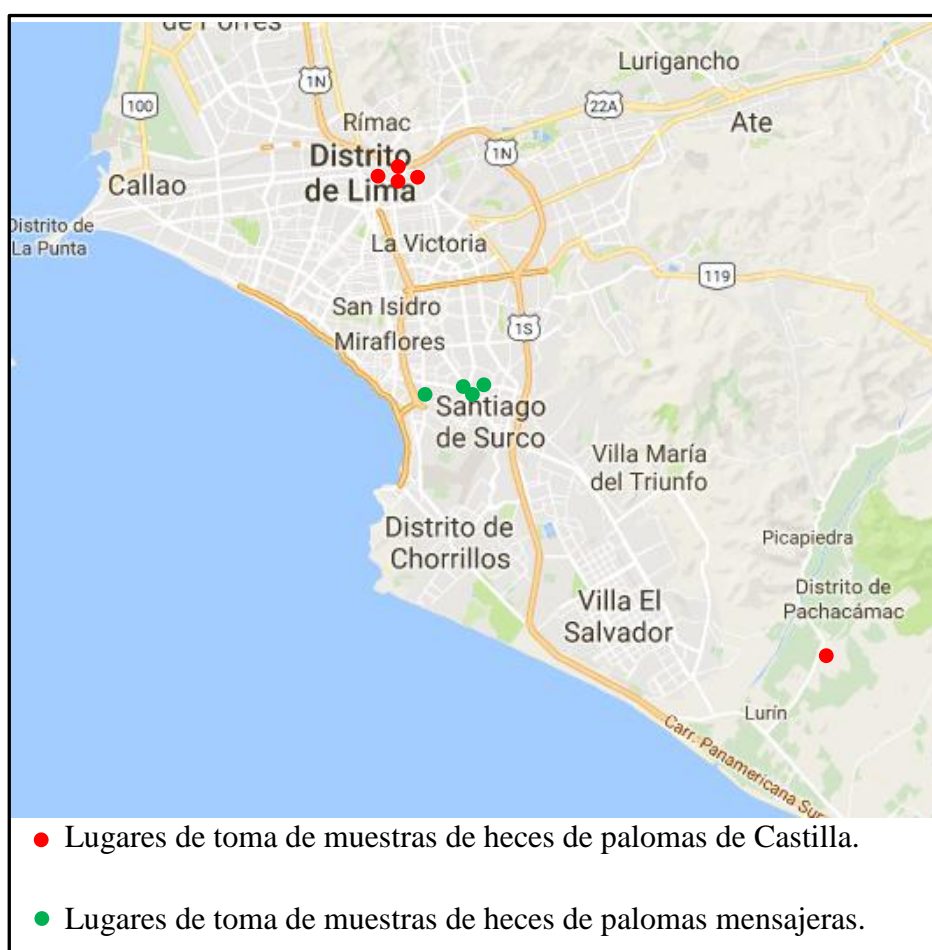 de Porres
Lurigancho
1N
100
22A
Ate
Rímac
1N
Distrito
de Lima
Callao
Distrito de
La Punta
La Victoria
119
San Isidro
1S
Miraflores
Santiago
de Surco
Villa María
del Triunfo
Distrito de
Chorrillos
Picapiedra
Distrito de
Pachacámac
Villa El
Salvador
Lurín
Carr. Panamericana Sur
Lugares de toma de muestras de heces de palomas de Castilla.
Lugares de toma de muestras de heces de palomas mensajeras.